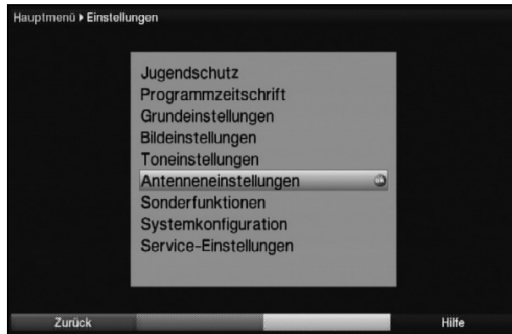 Hauptmenü ▸ Einstellungen
Jugendschutz
Programmzeitschrift
Grundeinstellungen
Bildeinstellungen
Toneinstellungen
Antenneneinstellungen
Sonderfunktionen
Systemkonfiguration
Service-Einstellungen
Zurück Hilfe